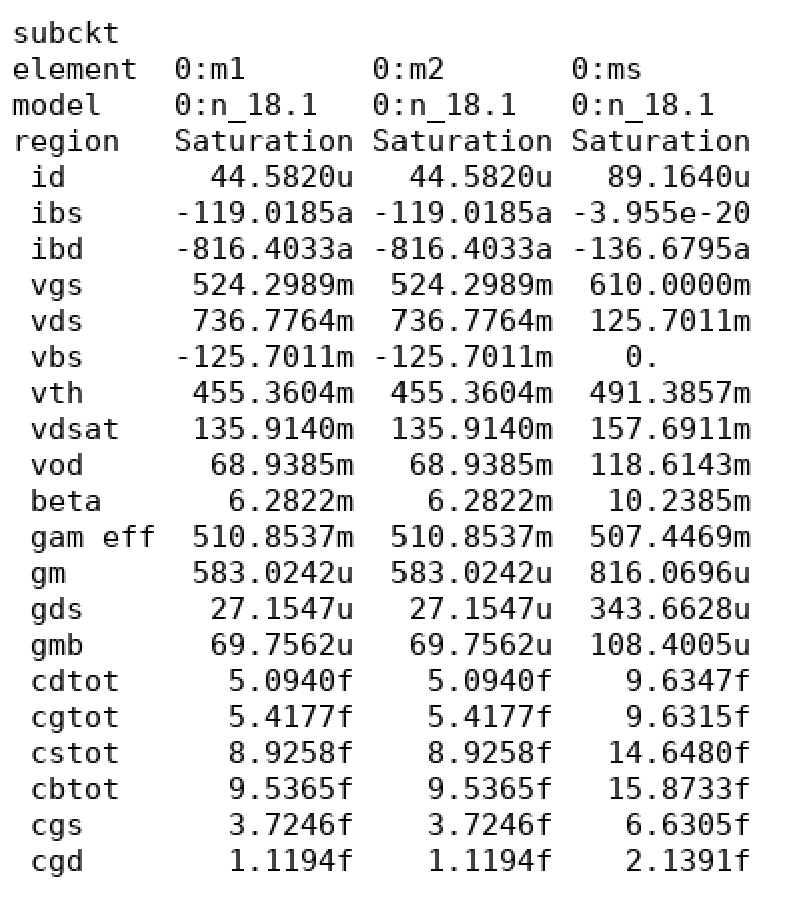 subckt
element  0:m1       0:m2       0:ms
model    0:n_18.1   0:n_18.1   0:n_18.1
region   Saturation Saturation Saturation
 id        44.5820u   44.5820u   89.1640u
 ibs     -119.0185a -119.0185a -3.955e-20
 ibd     -816.4033a -816.4033a -136.6795a
 vgs      524.2989m  524.2989m  610.0000m
 vds      736.7764m  736.7764m  125.7011m
 vbs     -125.7011m -125.7011m    0.
 vth      455.3604m  455.3604m  491.3857m
 vdsat    135.9140m  135.9140m  157.6911m
 vod       68.9385m   68.9385m  118.6143m
 beta       6.2822m    6.2822m   10.2385m
 gam eff  510.8537m  510.8537m  507.4469m
 gm       583.0242u  583.0242u  816.0696u
 gds       27.1547u   27.1547u  343.6628u
 gmb       69.7562u   69.7562u  108.4005u
 cdtot      5.0940f    5.0940f    9.6347f
 cgtot      5.4177f    5.4177f    9.6315f
 cstot      8.9258f    8.9258f   14.6480f
 cbtot      9.5365f    9.5365f   15.8733f
 cgs        3.7246f    3.7246f    6.6305f
 cgd        1.1194f    1.1194f    2.1391f